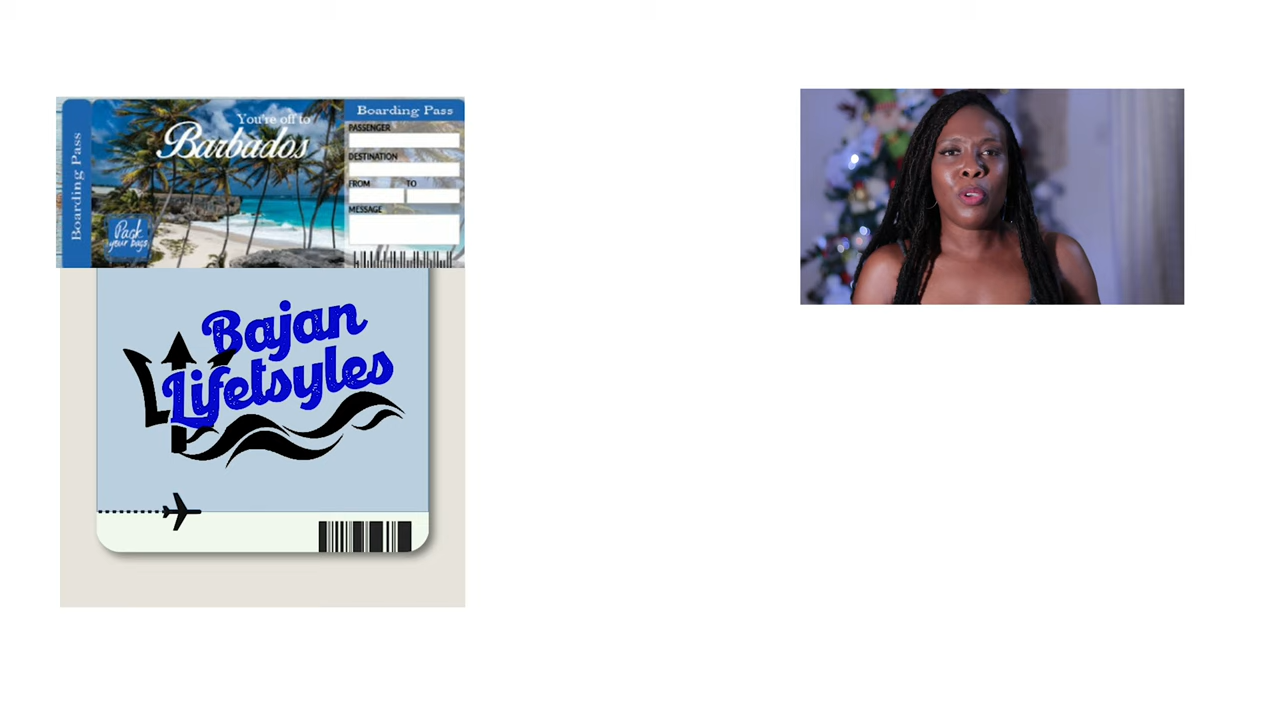 Boarding Pass
You're off to
Barbados
Pack
your bags
Boarding Pass
PASSENGER
DESTINATION
FROM TO
MESSAGE
Bajan
Lifetsyles